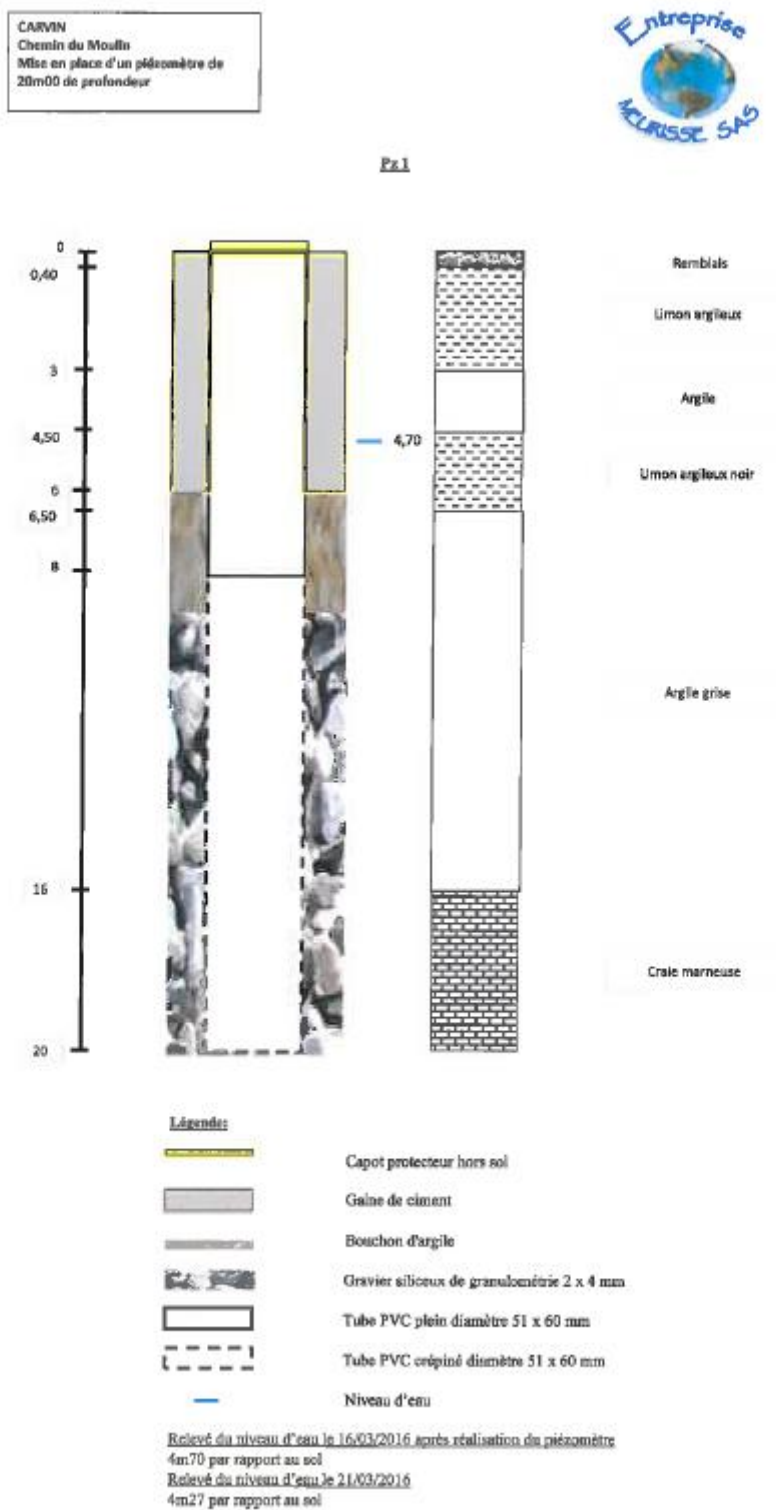 CARVIN
Chemin du Moulin
Mise en place d'un piézomètre de
20m00 de profondeur
Entreprise
MEURISSE SAS
Pz 1
0
0,40
3
4,50
6
6,50
8
16
20
4,70
Remblais
Limon argileux
Argile
Limon argileux noir
Argile grise
Craie marneuse
Légende:
Capot protecteur hors sol
Gaine de ciment
Bouchon d'argile
Gravier siliceux de granulométrie 2 x 4 mm
Tube PVC plein diamètre 51 x 60 mm
Tube PVC crépiné diamètre 51 x 60 mm
Niveau d'eau
Relevé du niveau d'eau le 16/03/2016 après réalisation du piézomètre
4m70 par rapport au sol
Relevé du niveau d'eau le 21/03/2016
4m27 par rapport au sol